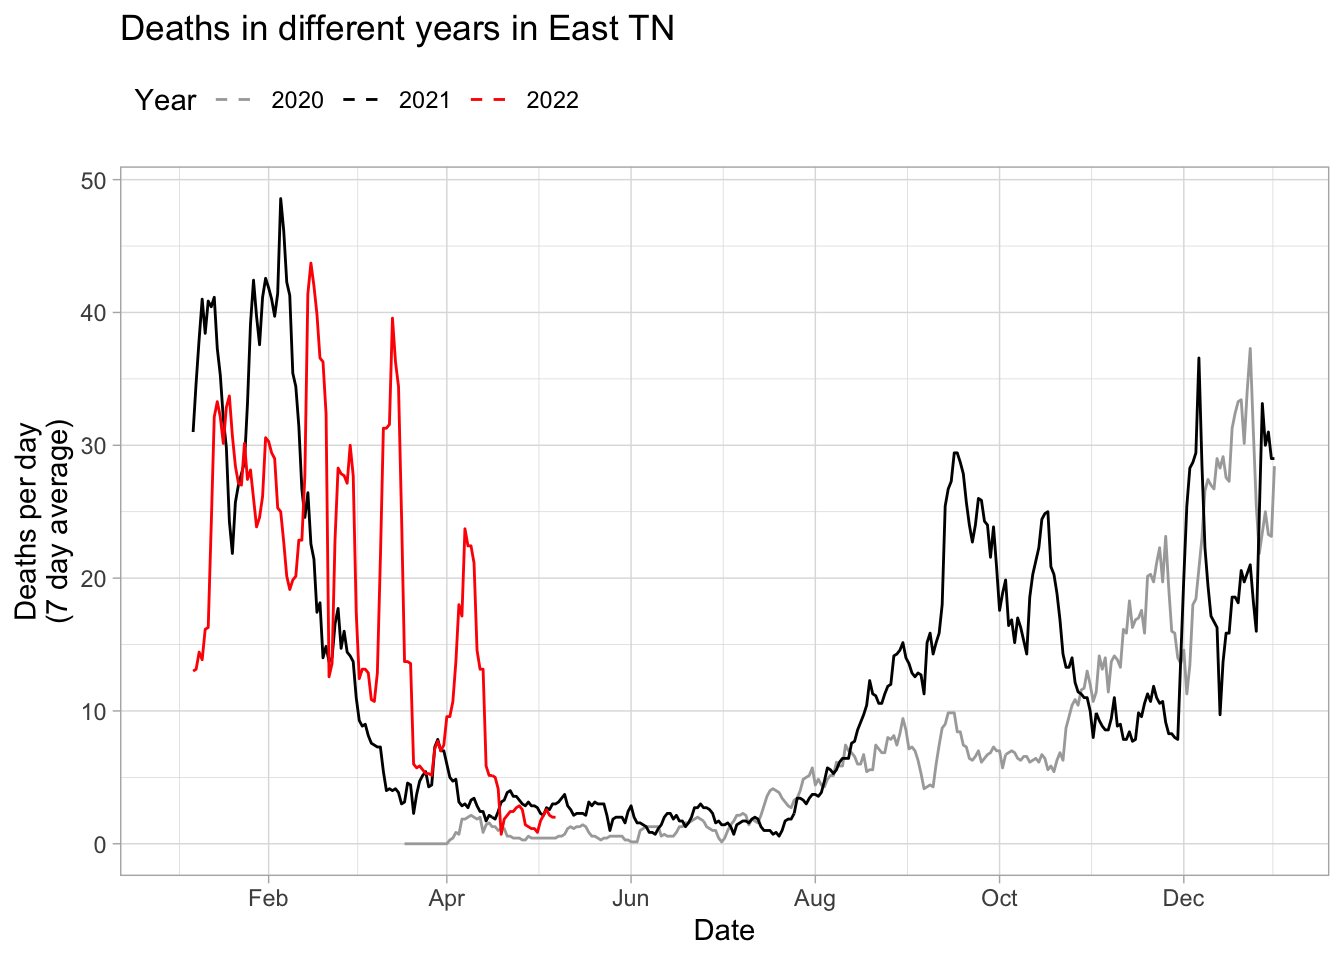 Deaths in different years in East TN
Year 2020 2021 2022
50
40
30
20
10
0
Deaths per day
(7 day average)
Feb Apr Jun Aug Oct Dec
Date